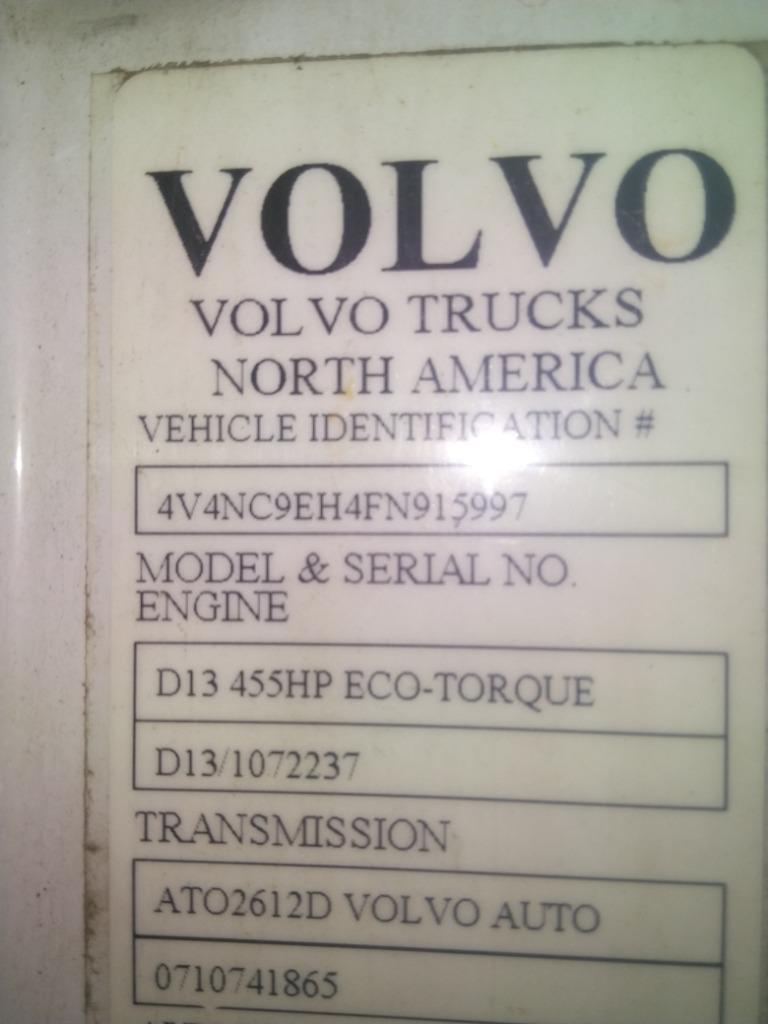 VOLVO
VOLVO TRUCKS
NORTH AMERICA
VEHICLE IDENTIFICATION #
4V4NC9EH4FN915997
MODEL & SERIAL NO.
ENGINE
D13 455HP ECO-TORQUE
D13/1072237
TRANSMISSION
ATO2612D VOLVO AUTO
0710741865